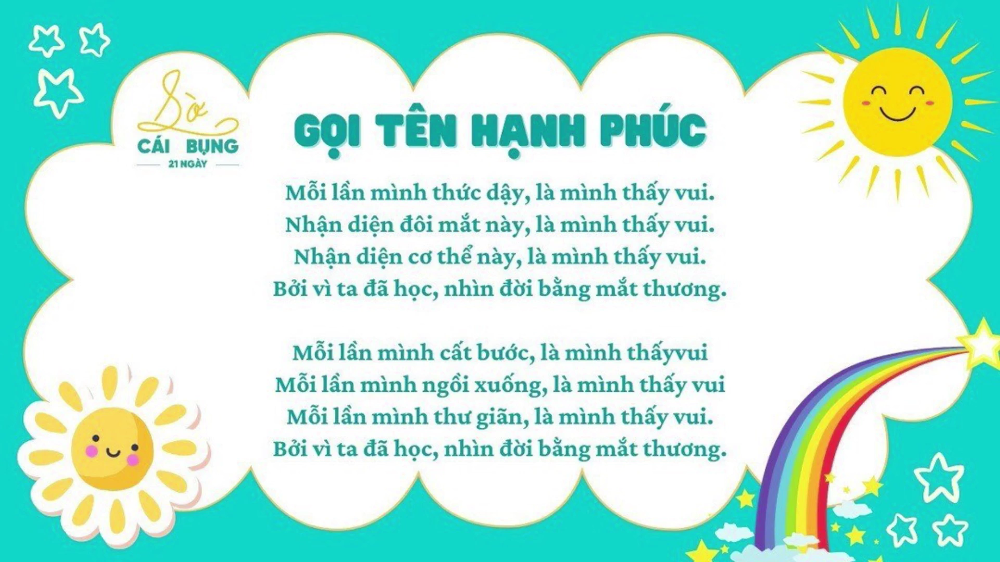 Sờ
CÁI BỤNG
21 NGÀY
GỌI TÊN HẠNH PHÚC
Mỗi lần mình thức dậy, là mình thấy vui.
Nhận diện đôi mắt này, là mình thấy vui.
Nhận diện cơ thể này, là mình thấy vui.
Bởi vì ta đã học, nhìn đời bằng mắt thương.
Mỗi lần mình cất bước, là mình thấyvui
Mỗi lần mình ngồi xuống, là mình thấy vui
Mỗi lần mình thư giãn, là mình thấy vui.
Bởi vì ta đã học, nhìn đời bằng mắt thương.